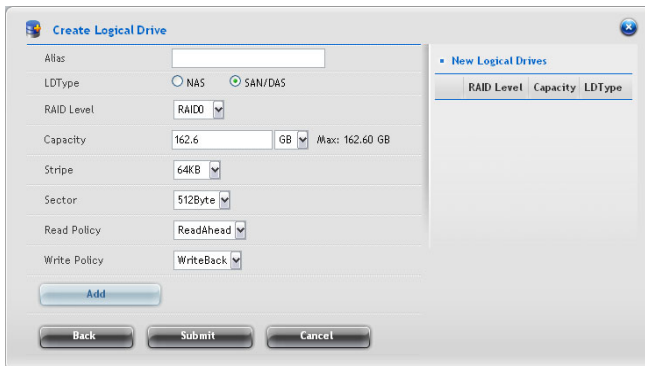 Create Logical Drive
Alias
LDType NAS SAN/DAS
RAID Level RAID0
Capacity 162.6 GB Max: 162.60 GB
Stripe 64KB
Sector 512Byte
Read Policy ReadAhead
Write Policy WriteBack
Add
Back Submit Cancel
New Logical Drives
RAID Level Capacity LDType